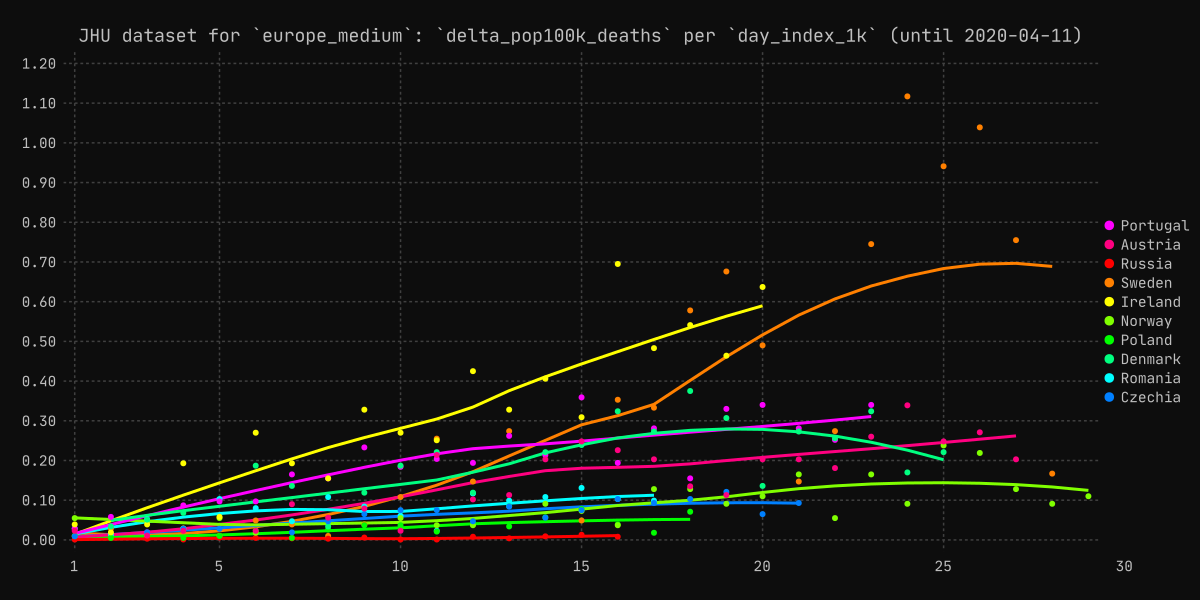 JHU dataset for `europe_medium`: `delta_pop100k_deaths` per `day_index_1k` (until 2020-04-11)
1.20
1.10
1.00
0.90
0.80
0.70
0.60
0.50
0.40
0.30
0.20
0.10
0.00
1 5 10 15 20 25 30
Portugal
Austria
Russia
Sweden
Ireland
Norway
Poland
Denmark
Romania
Czechia